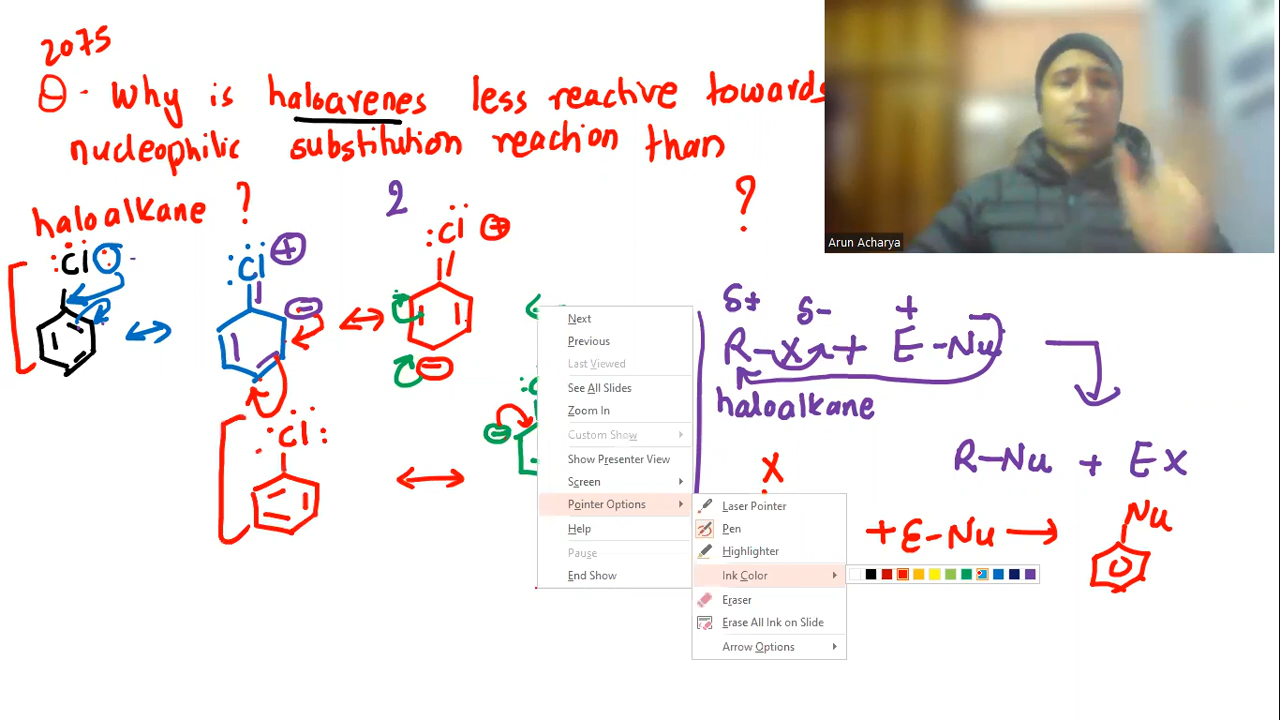 2075
Q. Why is haloarenes less reactive towards
nucleophilic substitution reaction than
haloalkane ?
2
?
Arun Acharya
:Cl
:Cl +
:Cl +
δ+ δ- +
R-X + E-Nu
haloalkane
R-Nu + EX
:Cl:
X
+ E-Nu →
Nu
Next
Previous
Last Viewed
See All Slides
Zoom In
Custom Show
Show Presenter View
Screen
Pointer Options
Help
Pause
End Show
Laser Pointer
Pen
Highlighter
Ink Color
Eraser
Erase All Ink on Slide
Arrow Options